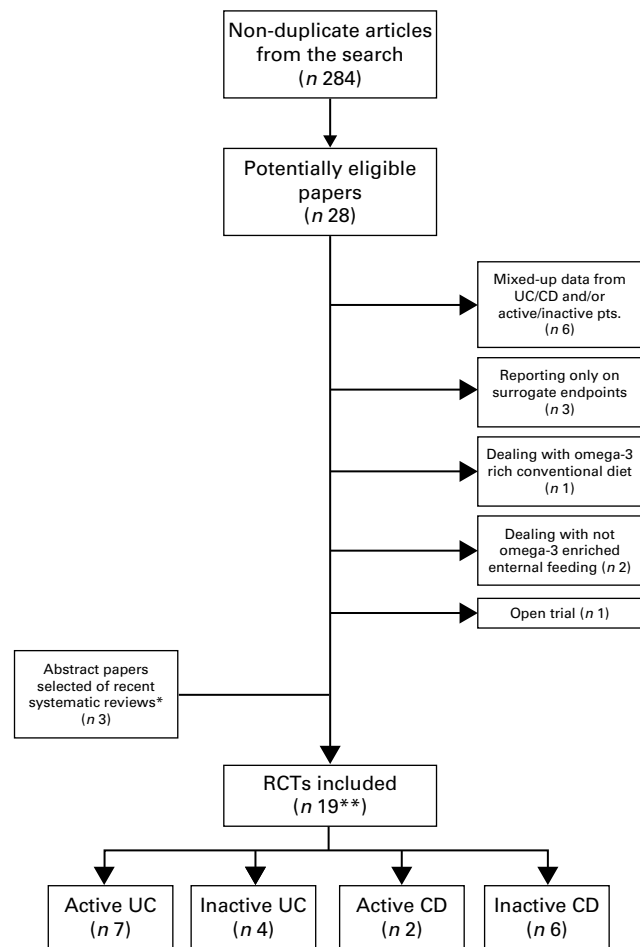 Non-duplicate articles
from the search
(n 284)
Potentially eligible
papers
(n 28)
Mixed-up data from
UC/CD and/or
active/inactive pts.
(n 6)
Reporting only on
surrogate endpoints
(n 3)
Dealing with omega-3
rich conventional diet
(n 1)
Dealing with not
omega-3 enriched
enternal feeding (n 2)
Open trial (n 1)
Abstract papers
selected of recent
systematic reviews*
(n 3)
RCTs included
(n 19**)
Active UC
(n 7)
Inactive UC
(n 4)
Active CD
(n 2)
Inactive CD
(n 6)